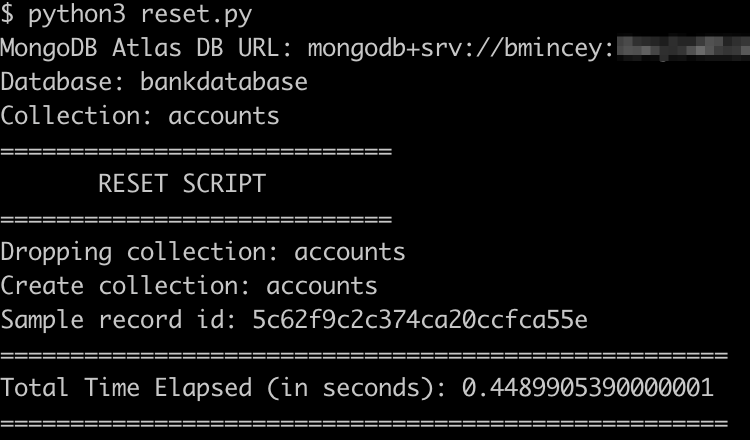 $ python3 reset.py
MongoDB Atlas DB URL: mongodb+srv://bmincey:
Database: bankdatabase
Collection: accounts
============================
RESET SCRIPT
============================
Dropping collection: accounts
Create collection: accounts
Sample record id: 5c62f9c2c374ca20ccfca55e
====================================================
Total Time Elapsed (in seconds): 0.4489905390000001
====================================================